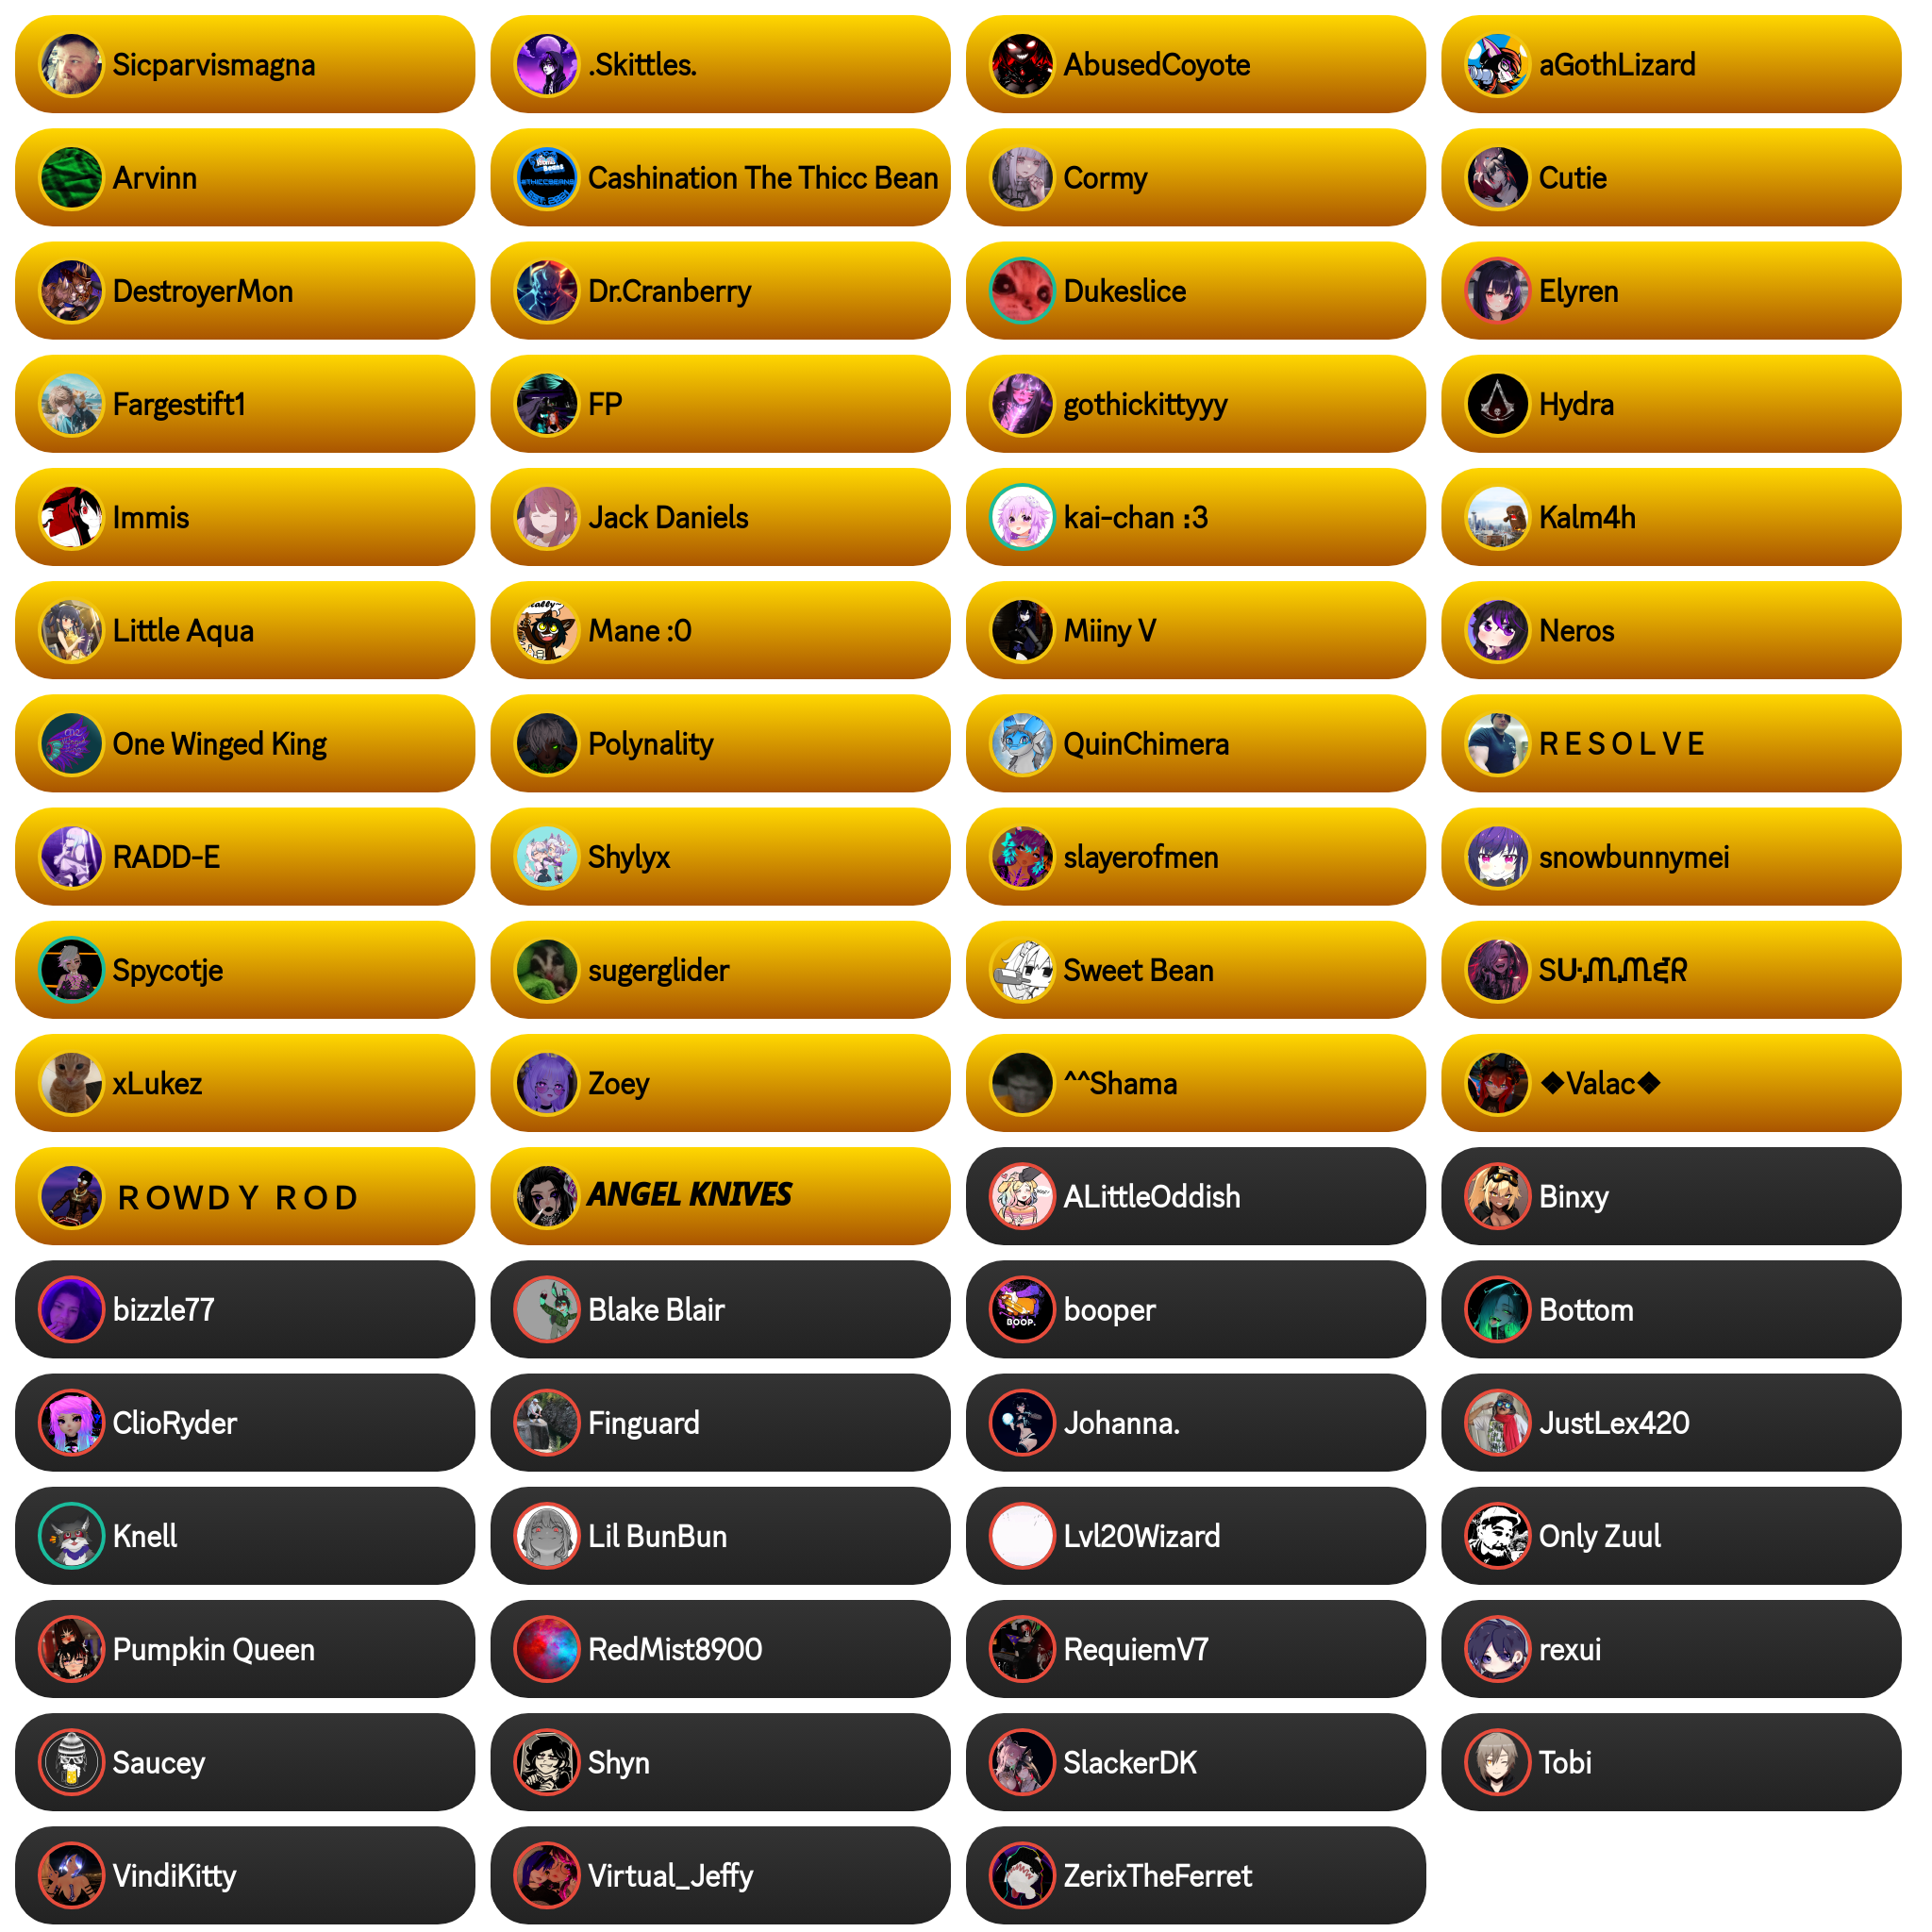 Sicparvismagna
.Skittles.
AbusedCoyote
aGothLizard
Arvinn
Cashination The Thicc Bean
Cormy
Cutie
DestroyerMon
Dr.Cranberry
Dukeslice
Elyren
Fargestift1
FP
gothickittyyy
Hydra
Immis
Jack Daniels
kai-chan :3
Kalm4h
Little Aqua
Mane :0
Miiny V
Neros
One Winged King
Polynality
QuinChimera
R E S O L V E
RADD-E
Shylyx
slayerofmen
snowbunnymei
Spycotje
sugerglider
Sweet Bean
xLukez
Zoey
^^Shama
❖Valac❖
R O W D Y  R O D
ANGEL KNIVES
ALittleOddish
Binxy
bizzle77
Blake Blair
booper
BOOP.
Bottom
ClioRyder
Finguard
Johanna.
JustLex420
Knell
Lil BunBun
Lvl20Wizard
Only Zuul
Pumpkin Queen
RedMist8900
RequiemV7
rexui
Saucey
Shyn
SlackerDK
Tobi
VindiKitty
Virtual_Jeffy
ZerixTheFerret